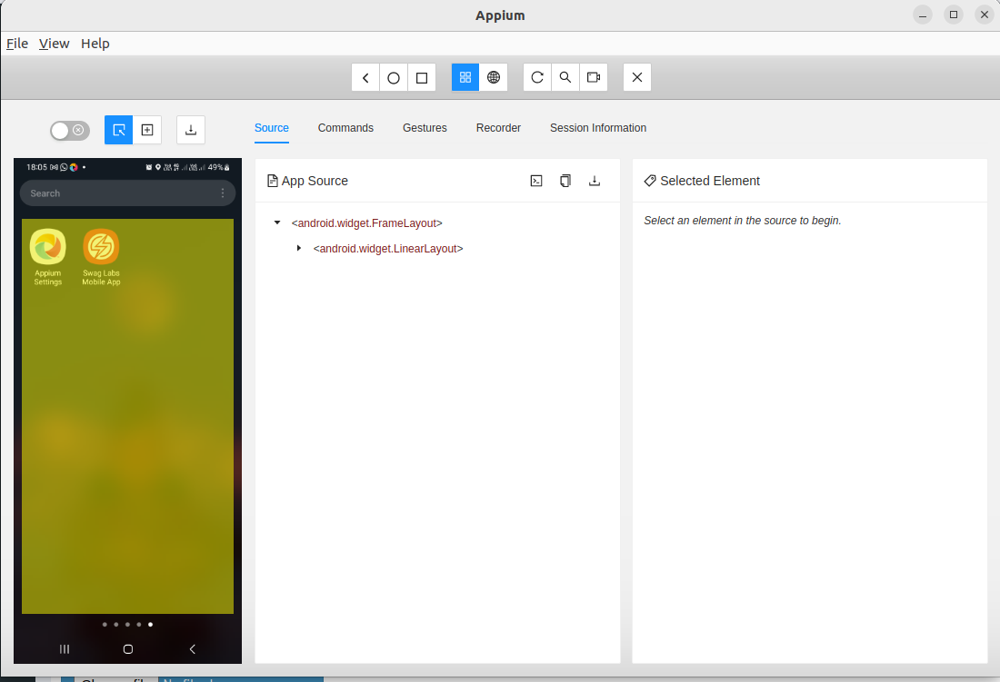 Appium
File View Help
Source Commands Gestures Recorder Session Information
18:05 49%
Search
Appium
Settings
Swag Labs
Mobile App
App Source
<android.widget.FrameLayout>
<android.widget.LinearLayout>
Selected Element
Select an element in the source to begin.